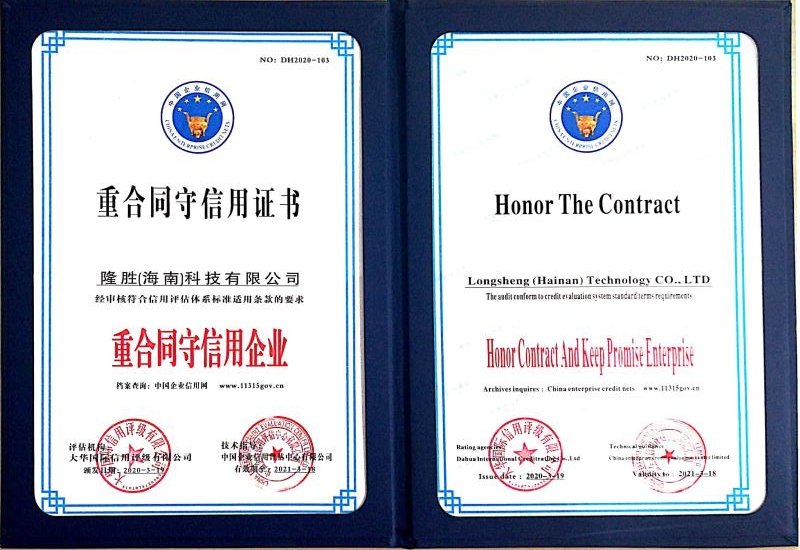 NO: DH2020-103
中国企业信用网
CHINA ENTERPRISE CREDIT NETS
重合同守信用证书
隆胜(海南)科技有限公司
经审核符合信用评估体系标准适用条款的要求
重合同守信用企业
档案查询：中国企业信用网 www.11315gov.cn
评估机构：
大华国际信用评级有限公司
颁发日期：2020-3-19
技术指导：
中国企业信用评估中心有限公司
有效期至：2021-3-18
NO: DH2020-103
中国企业信用网
CHINA ENTERPRISE CREDIT NETS
Honor The Contract
Longsheng (Hainan) Technology CO., LTD
The audit conform to credit evaluation system standard terms requirements
Honor Contract And Keep Promise Enterprise
Archives inquires : China enterprise credit nets www.11315gov.cn
Rating agencies
Dahua International Credit Co.,Ltd
Issue date : 2020-3-19
Technical guidance
China enterprise center limited
Validity to : 2021-3-18